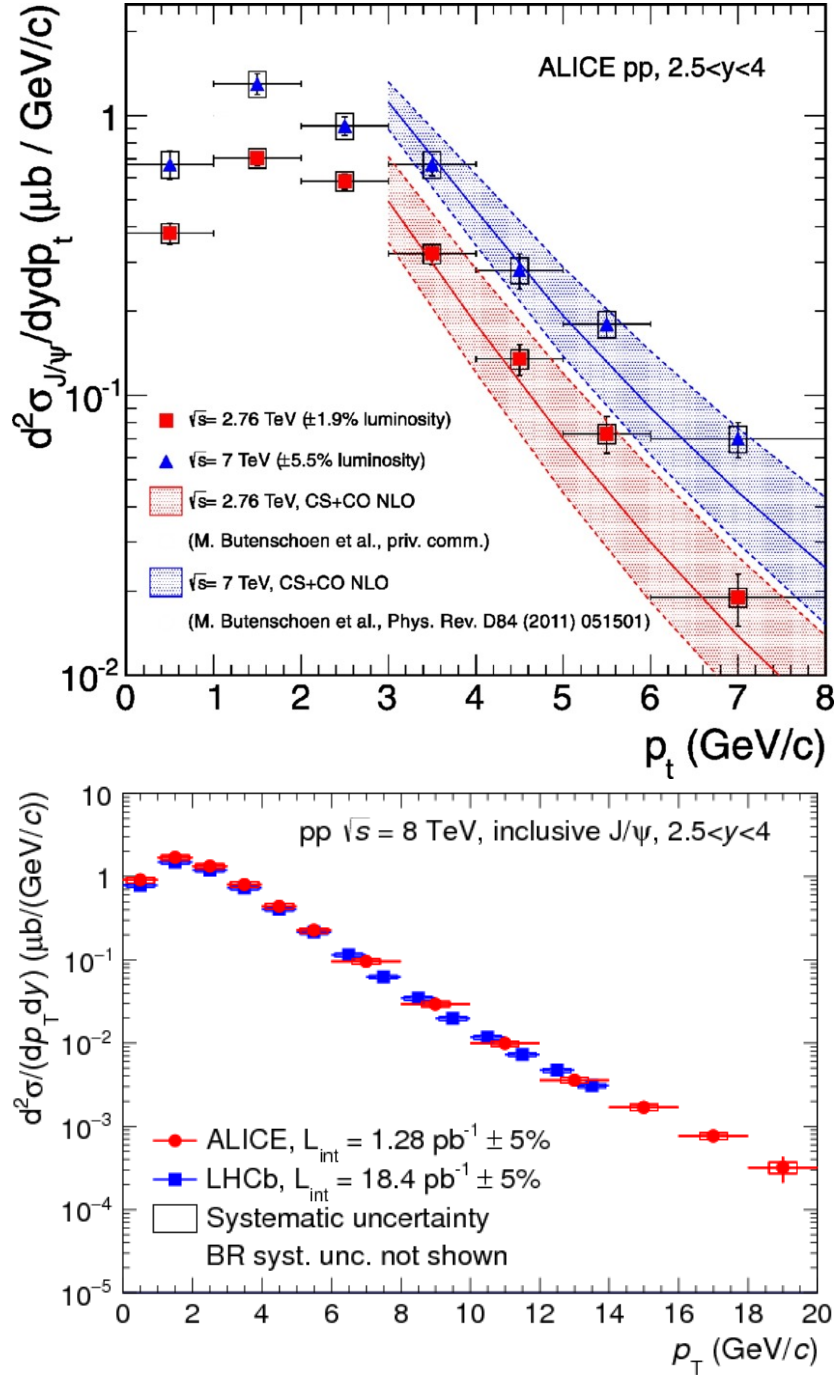 ALICE pp, 2.5<y<4
d²σ_J/ψ/dydp_t (μb / GeV/c)
1
10⁻¹
10⁻²
√s= 2.76 TeV (±1.9% luminosity)
√s= 7 TeV (±5.5% luminosity)
√s= 2.76 TeV, CS+CO NLO
(M. Butenschoen et al., priv. comm.)
√s= 7 TeV, CS+CO NLO
(M. Butenschoen et al., Phys. Rev. D84 (2011) 051501)
0 1 2 3 4 5 6 7 8
p_t (GeV/c)
pp √s = 8 TeV, inclusive J/ψ, 2.5<y<4
d²σ/(dp_T dy) (μb/(GeV/c))
10
1
10⁻¹
10⁻²
10⁻³
10⁻⁴
10⁻⁵
ALICE, L_int = 1.28 pb⁻¹ ± 5%
LHCb, L_int = 18.4 pb⁻¹ ± 5%
Systematic uncertainty
BR syst. unc. not shown
0 2 4 6 8 10 12 14 16 18 20
p_T (GeV/c)